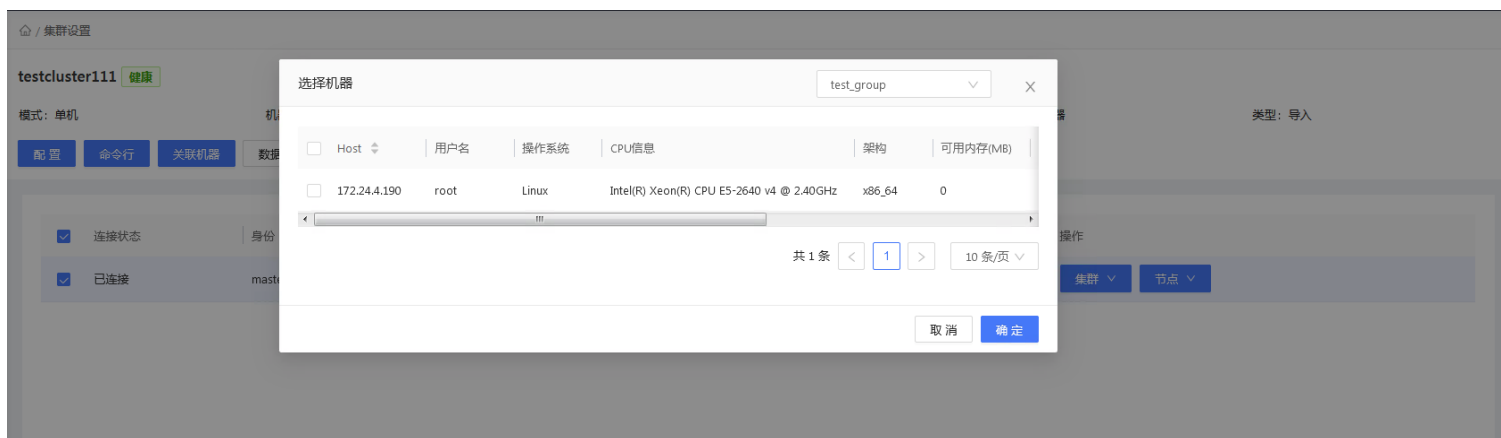 / 集群设置
testcluster111 健康
选择机器 test_group
模式: 单机 类型: 导入
配 置 命令行 关联机器 数据
Host 用户名 操作系统 CPU信息 架构 可用内存(MB)
172.24.4.190 root Linux Intel(R) Xeon(R) CPU E5-2640 v4 @ 2.40GHz x86_64 0
连接状态 身份 操作
共 1 条 < 1 > 10 条/页
已连接 集群 节点
取 消 确 定